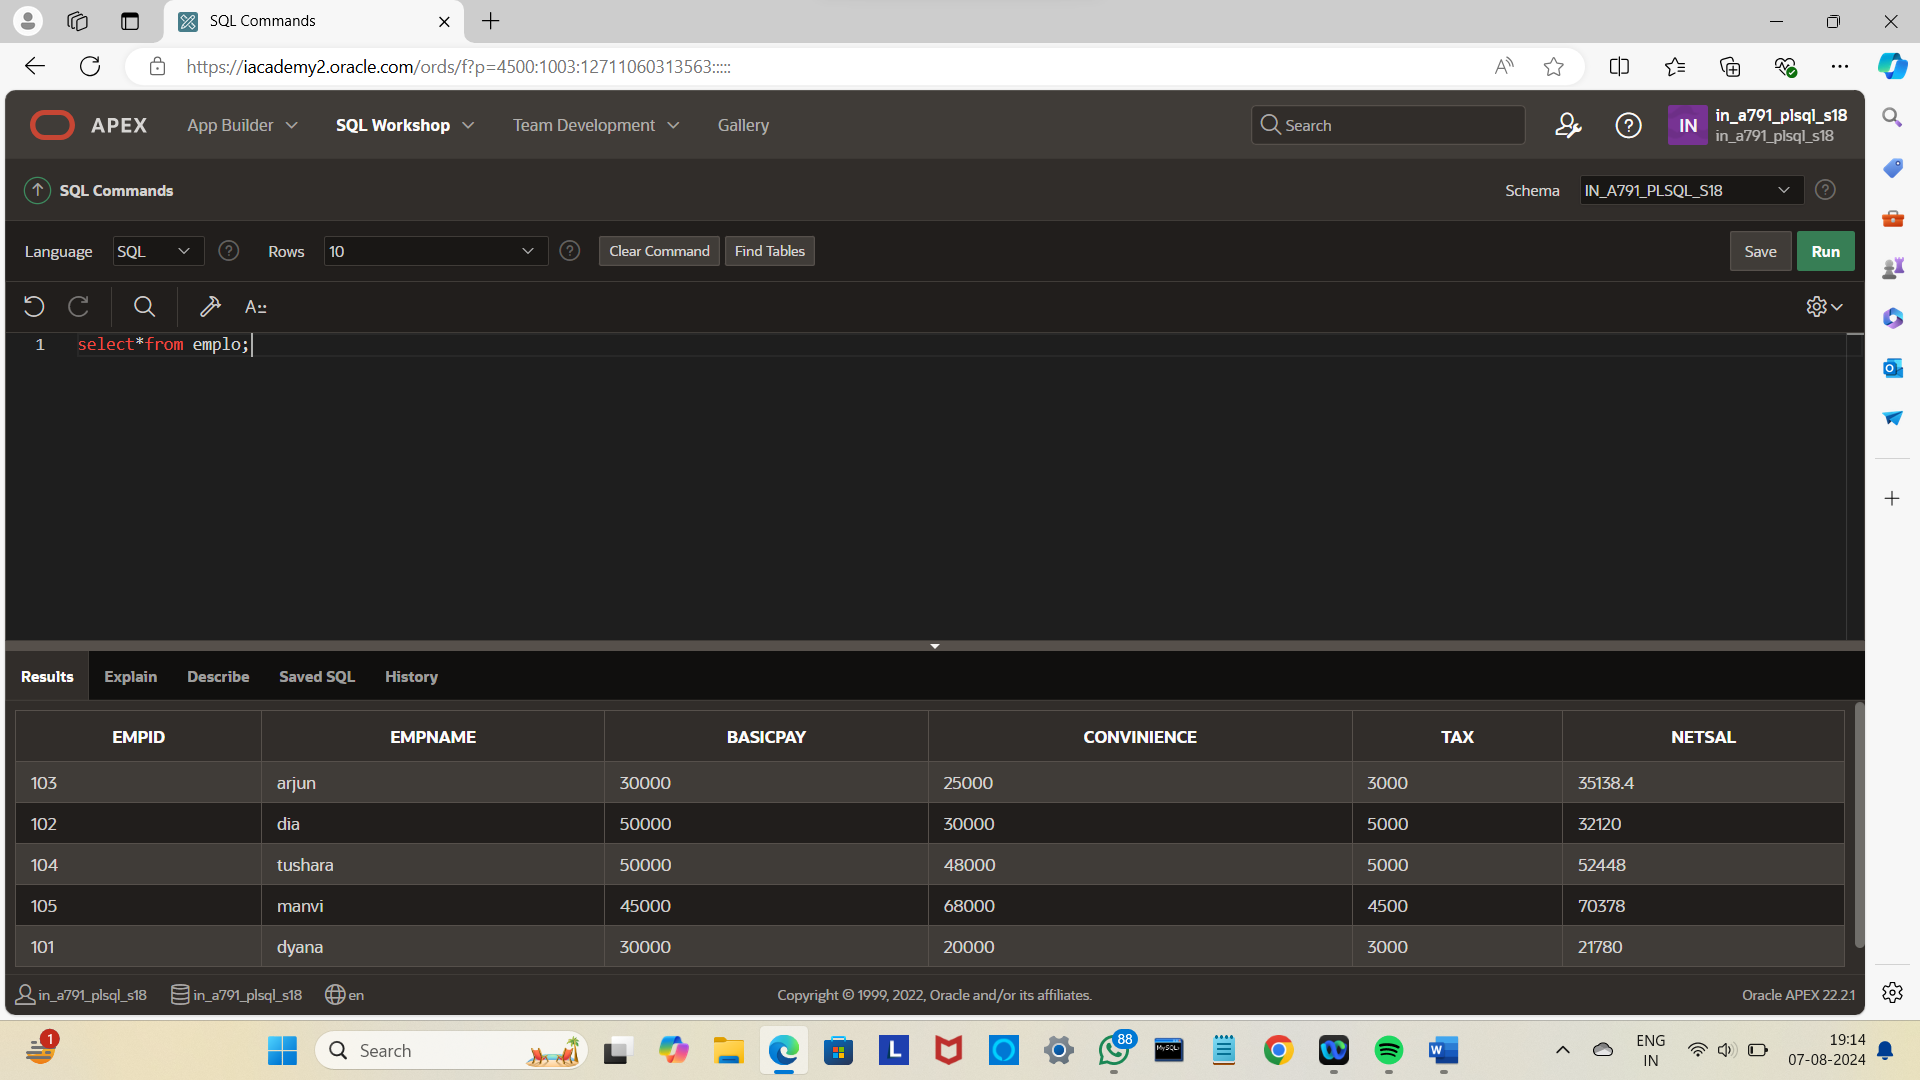 SQL Commands
https://iacademy2.oracle.com/ords/f?p=4500:1003:12711060313563:::::
APEX App Builder SQL Workshop Team Development Gallery Search IN in_a791_plsql_s18
in_a791_plsql_s18
SQL Commands Schema IN_A791_PLSQL_S18
Language SQL Rows 10 Clear Command Find Tables Save Run
1 select*from emplo;
Results Explain Describe Saved SQL History
EMPID EMPNAME BASICPAY CONVINIENCE TAX NETSAL
103 arjun 30000 25000 3000 35138.4
102 dia 50000 30000 5000 32120
104 tushara 50000 48000 5000 52448
105 manvi 45000 68000 4500 70378
101 dyana 30000 20000 3000 21780
in_a791_plsql_s18 in_a791_plsql_s18 en Copyright © 1999, 2022, Oracle and/or its affiliates. Oracle APEX 22.2.1
1 Search L 88 MySQL W ENG
IN 19:14
07-08-2024